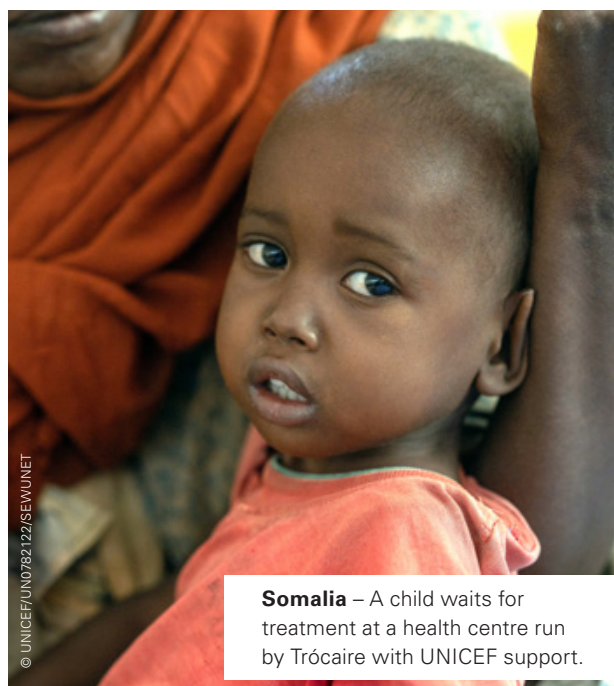 © UNICEF/UN0782122/SEWUNET
Somalia – A child waits for
treatment at a health centre run
by Trócaire with UNICEF support.